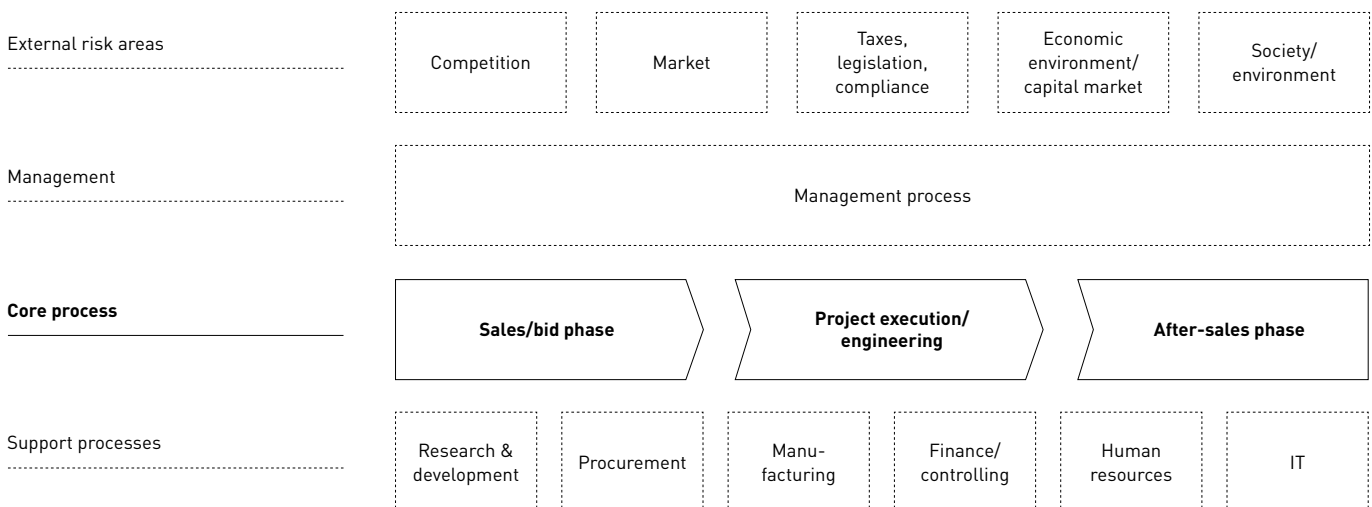 External risk areas
Competition
Market
Taxes,
legislation,
compliance
Economic
environment/
capital market
Society/
environment
Management
Management process
Core process
Sales/bid phase
Project execution/
engineering
After-sales phase
Support processes
Research &
development
Procurement
Manu-
facturing
Finance/
controlling
Human
resources
IT